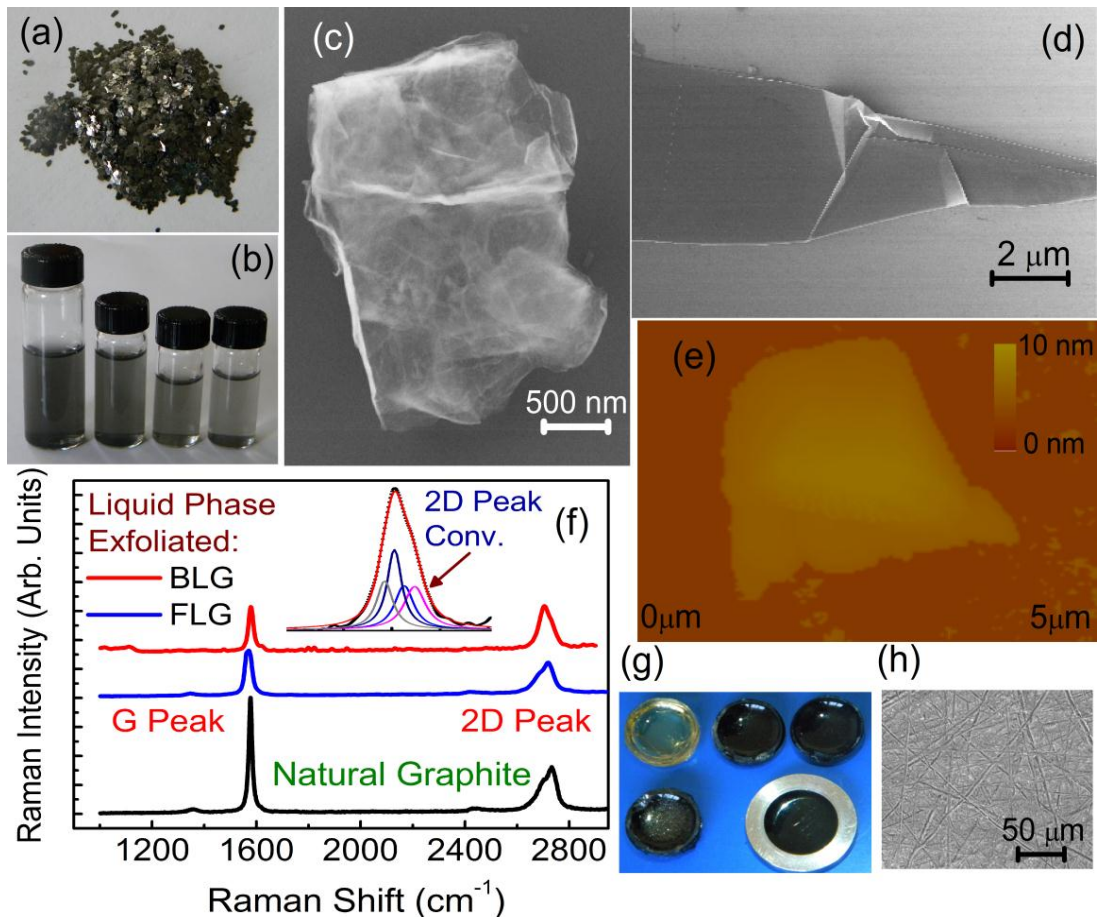 (a)
(b)
(c)
500 nm
(d)
2 μm
(e)
10 nm
0 nm
0μm
5μm
(f)
Raman Intensity (Arb. Units)
Liquid Phase
Exfoliated:
BLG
FLG
2D Peak
Conv.
G Peak
2D Peak
Natural Graphite
1200
1600
2000
2400
2800
Raman Shift (cm⁻¹)
(g)
(h)
50 μm